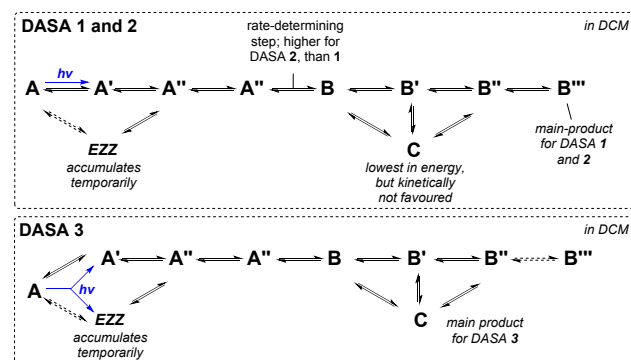 DASA 1 and 2
in DCM
rate-determining
step; higher for
DASA 2, than 1
hv
A A' A'' A'' B B' B'' B'''
EZZ
accumulates
temporarily
C
lowest in energy,
but kinetically
not favoured
main-product
for DASA 1
and 2
DASA 3
in DCM
A' A'' A'' B B' B'' B'''
A
hv
EZZ
accumulates
temporarily
C
main product
for DASA 3